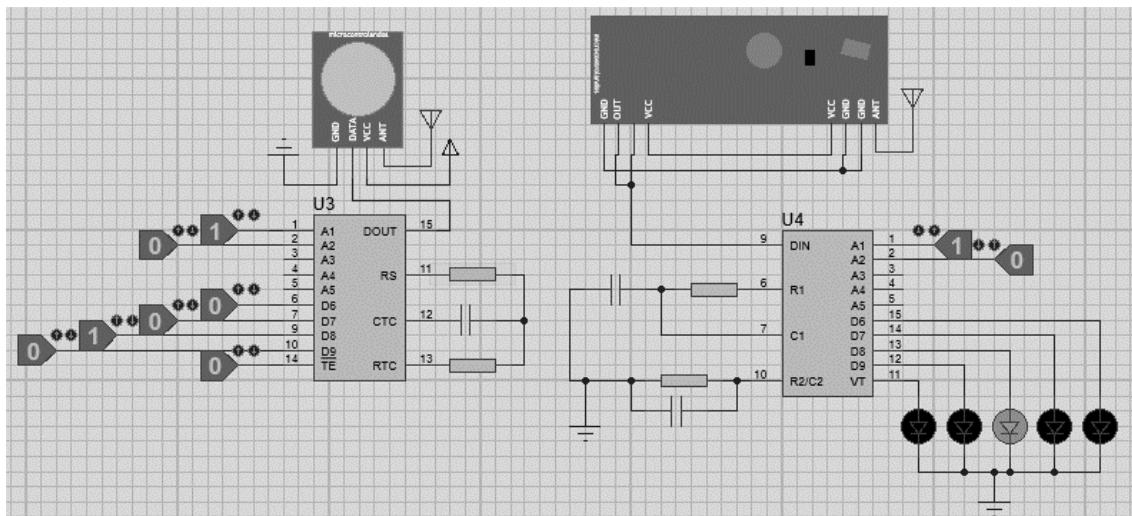 microcontrolandos
GND
DATA
VCC
ANT
GND
OUT
VCC
VCC
GND
GND
ANT
U3
1
0
0
0
1
0
0
1 A1
2 A2
3 A3
4 A4
5 A5
6 D6
7 D7
9 D8
10 D9
14 TE
DOUT 15
RS 11
CTC 12
RTC 13
U4
9 DIN
6 R1
7 C1
10 R2/C2
A1 1
A2 2
A3 3
A4 4
A5 5
D6 15
D7 14
D8 13
D9 12
VT 11
1
0